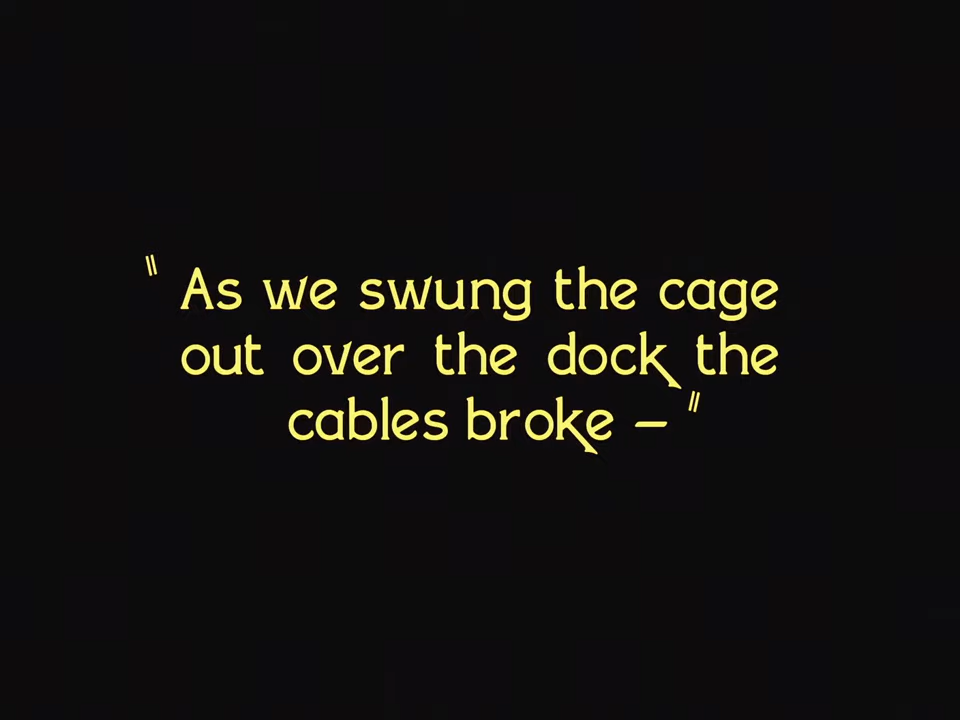 " As we swung the cage
out over the dock the
cables broke — "